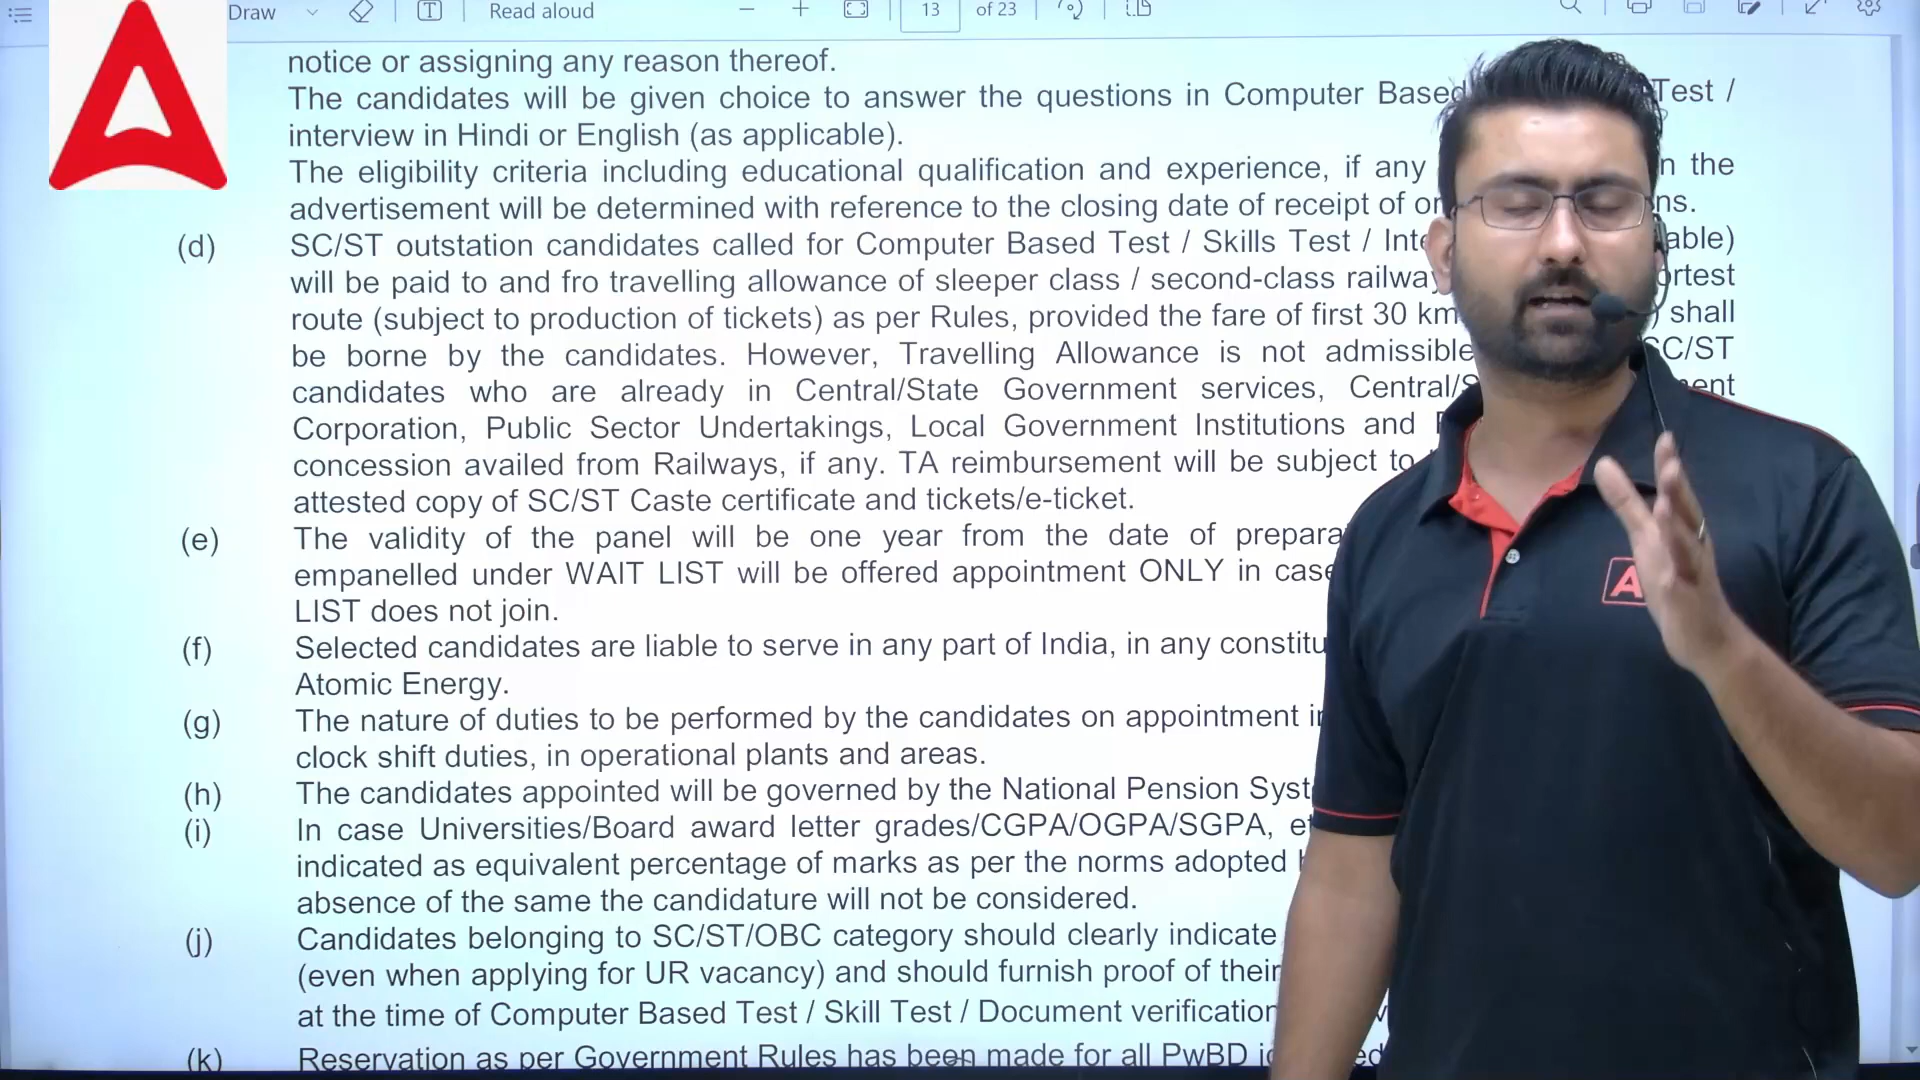 Draw
Read aloud
13 of 23
notice or assigning any reason thereof.
The candidates will be given choice to answer the questions in Computer Based Test /
interview in Hindi or English (as applicable).
The eligibility criteria including educational qualification and experience, if any the
advertisement will be determined with reference to the closing date of receipt of
(d) SC/ST outstation candidates called for Computer Based Test / Skills Test /
will be paid to and fro travelling allowance of sleeper class / second-class
route (subject to production of tickets) as per Rules, provided the fare of first 30 shall
be borne by the candidates. However, Travelling Allowance is not admissible SC/ST
candidates who are already in Central/State Government services,
Corporation, Public Sector Undertakings, Local Government Institutions and
concession availed from Railways, if any. TA reimbursement will be subject to
attested copy of SC/ST Caste certificate and tickets/e-ticket.
(e) The validity of the panel will be one year from the date of
empanelled under WAIT LIST will be offered appointment ONLY in case
LIST does not join.
(f) Selected candidates are liable to serve in any part of India, in any
Atomic Energy.
(g) The nature of duties to be performed by the candidates on appointment
clock shift duties, in operational plants and areas.
(h) The candidates appointed will be governed by the National Pension
(i) In case Universities/Board award letter grades/CGPA/OGPA/SGPA,
indicated as equivalent percentage of marks as per the norms adopted
absence of the same the candidature will not be considered.
(j) Candidates belonging to SC/ST/OBC category should clearly indicate
(even when applying for UR vacancy) and should furnish proof of their
at the time of Computer Based Test / Skill Test / Document verification
(k) Reservation as per Government Rules has been made for all PwBD